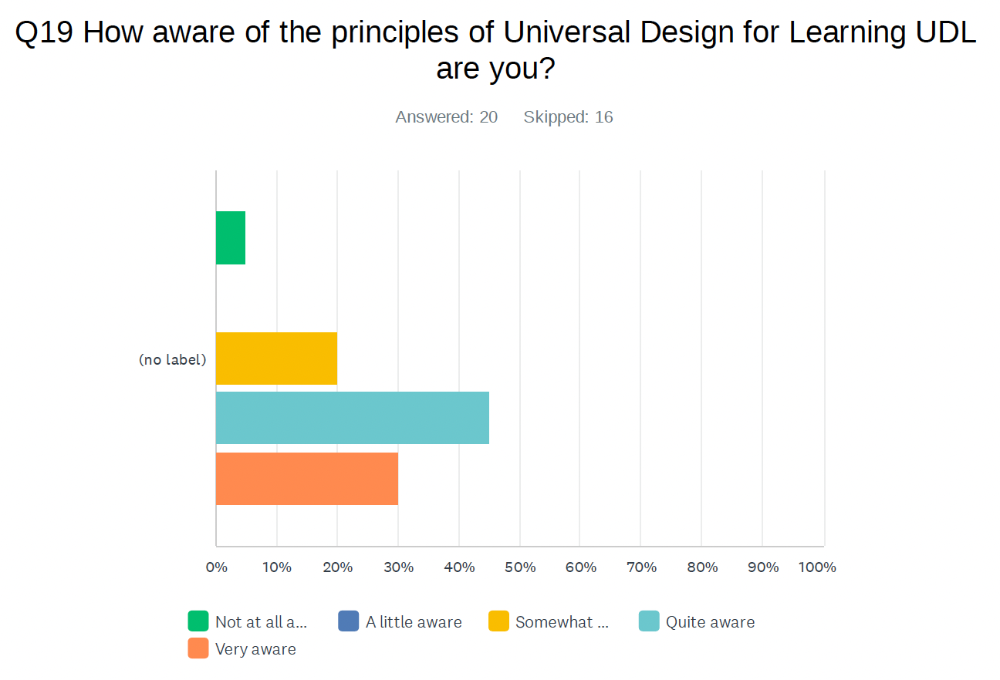 Q19 How aware of the principles of Universal Design for Learning UDL
are you?
Answered: 20 Skipped: 16
(no label)
0% 10% 20% 30% 40% 50% 60% 70% 80% 90% 100%
Not at all a... A little aware Somewhat ... Quite aware
Very aware